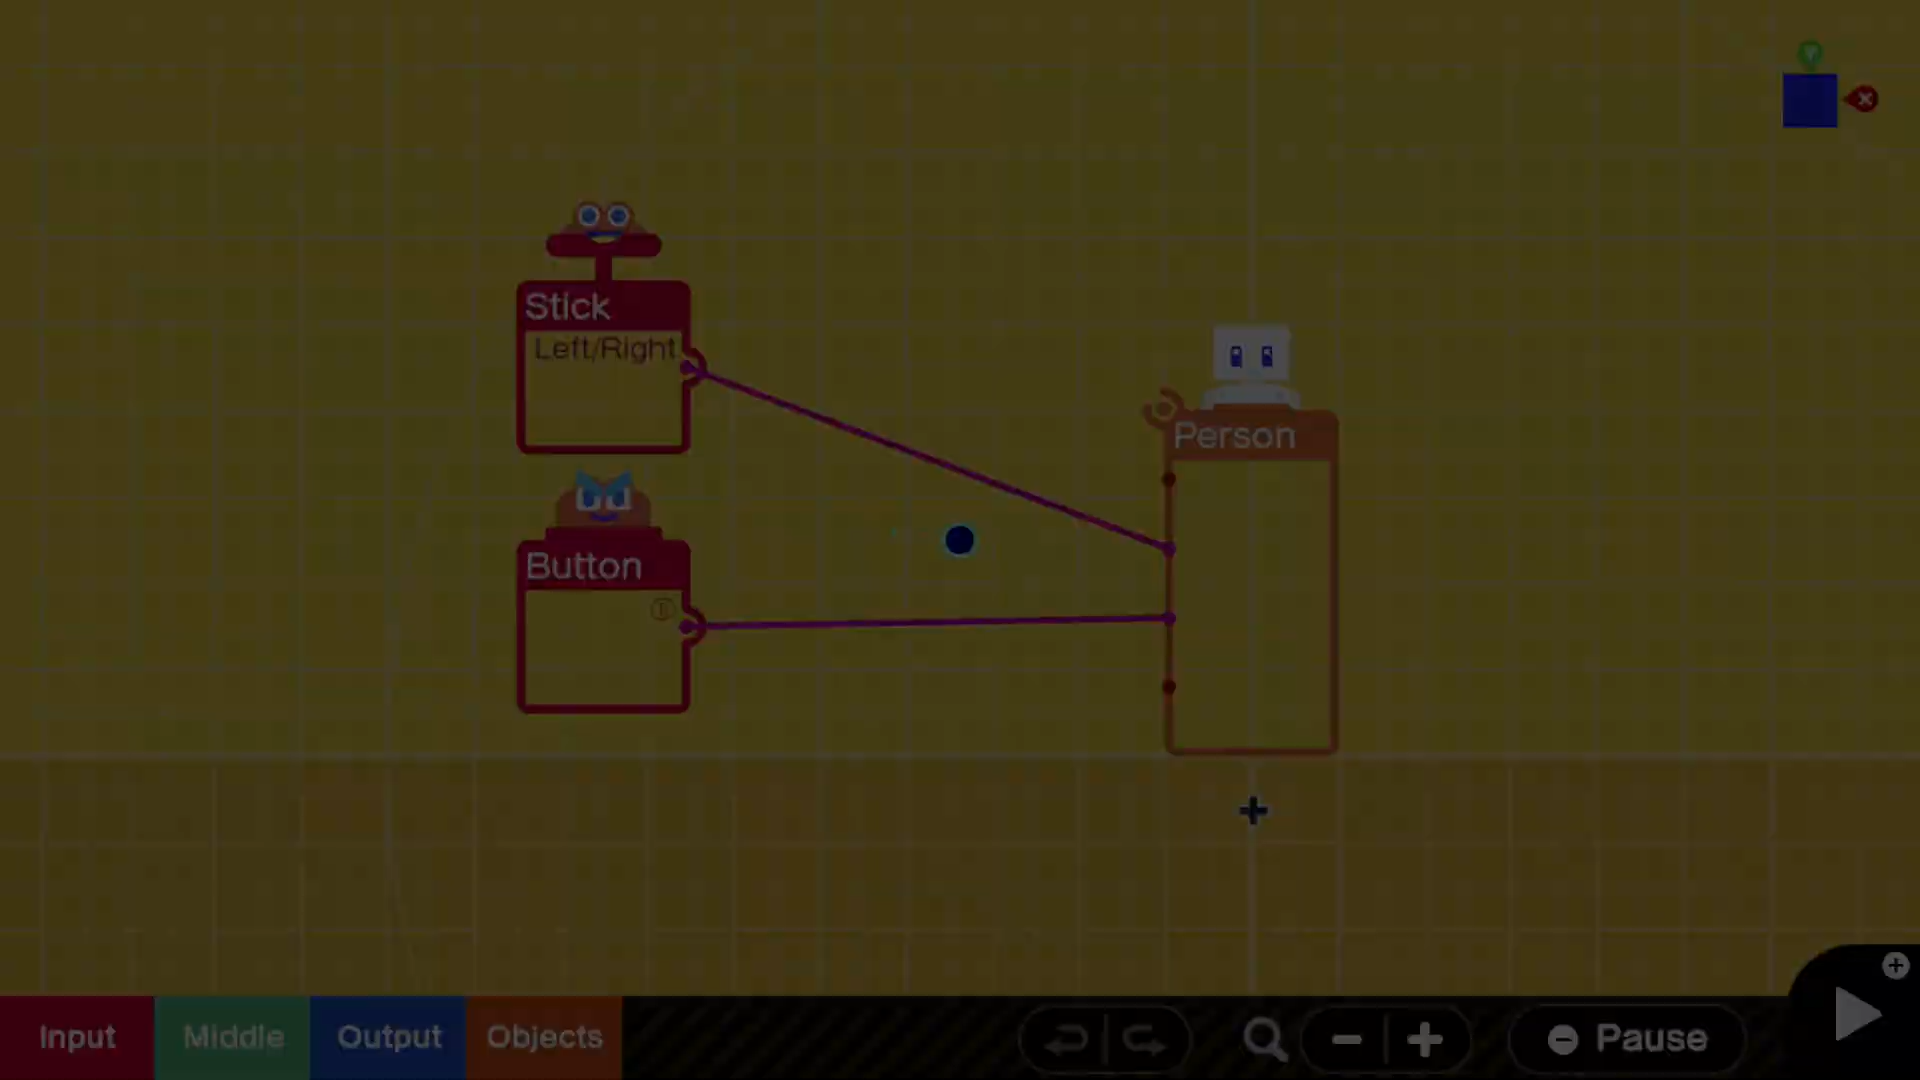 Y
X
Stick
Left/Right
Person
Button
Input
Middle
Output
Objects
Pause